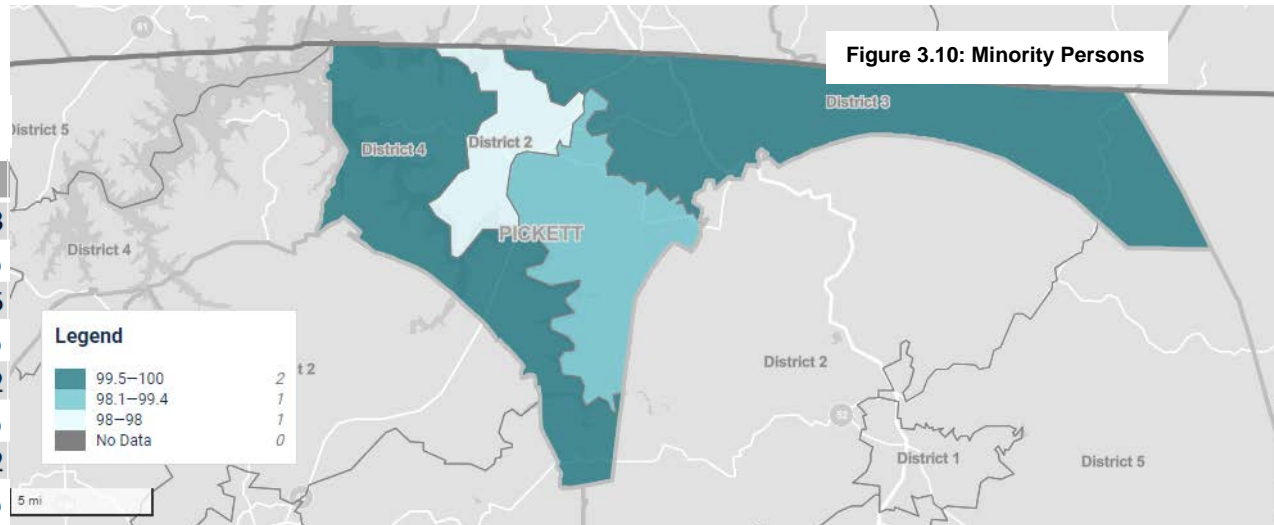 61
Figure 3.10: Minority Persons
District 3
District 5
District 4
District 2
District 4
PICKETT
Legend
99.5—100 2
98.1—99.4 1
98—98 1
No Data 0
District 2
52
District 1
District 5
5 mi